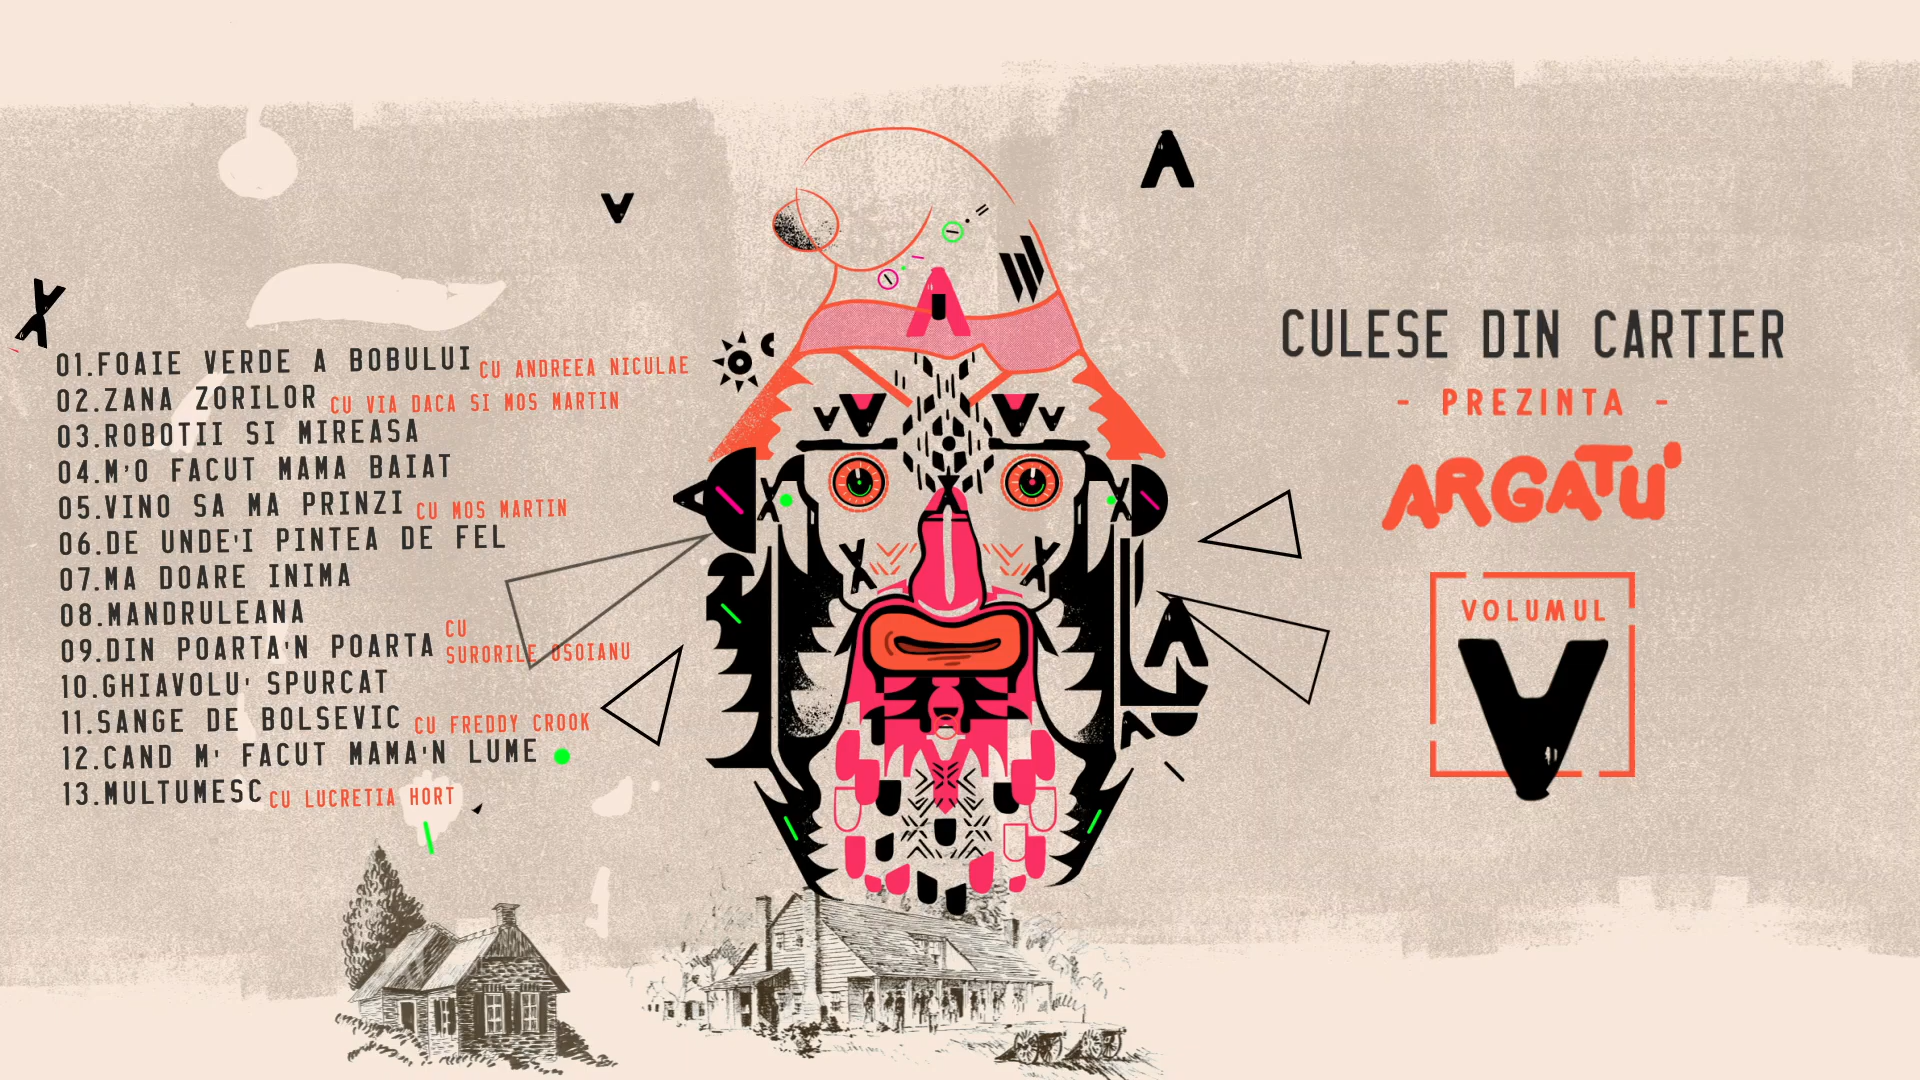 01.FOAIE VERDE A BOBULUI CU ANDREEA NICULAE
02.ZANA ZORILOR CU VIA DACA SI MOS MARTIN
03.ROBOTII SI MIREASA
04.M'O FACUT MAMA BAIAT
05.VINO SA MA PRINZI CU MOS MARTIN
06.DE UNDE'I PINTEA DE FEL
07.MA DOARE INIMA
08.MANDRULEANA
09.DIN POARTA'N POARTA CU
SURORILE OSOIANU
10.GHIAVOLU' SPURCAT
11.SANGE DE BOLSEVIC CU FREDDY CROOK
12.CAND M' FACUT MAMA'N LUME
13.MULTUMESC CU LUCRETIA HORT
CULESE DIN CARTIER
- PREZINTA -
ARGATU'
VOLUMUL
V